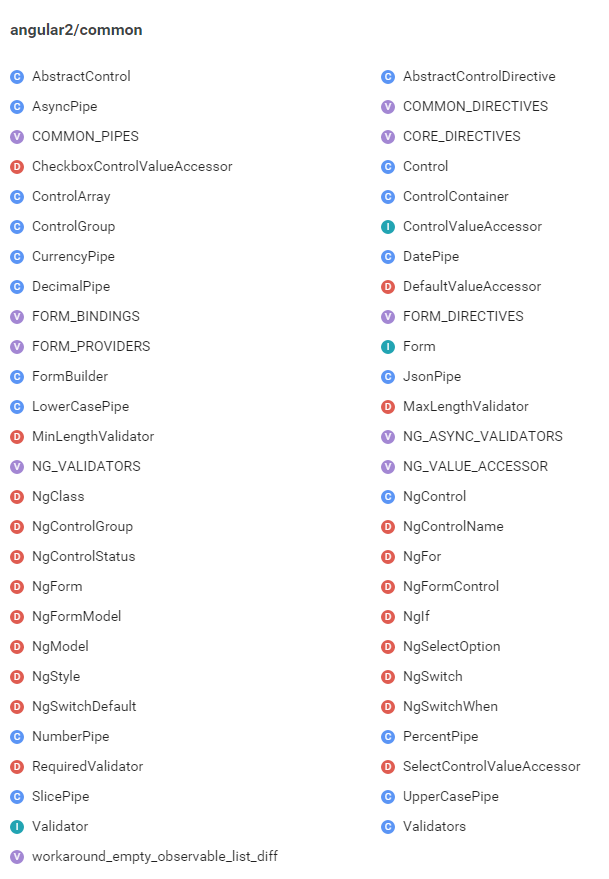 angular2/common
C AbstractControl C AbstractControlDirective
C AsyncPipe V COMMON_DIRECTIVES
V COMMON_PIPES V CORE_DIRECTIVES
D CheckboxControlValueAccessor C Control
C ControlArray C ControlContainer
C ControlGroup I ControlValueAccessor
C CurrencyPipe C DatePipe
C DecimalPipe D DefaultValueAccessor
V FORM_BINDINGS V FORM_DIRECTIVES
V FORM_PROVIDERS I Form
C FormBuilder C JsonPipe
C LowerCasePipe D MaxLengthValidator
D MinLengthValidator V NG_ASYNC_VALIDATORS
V NG_VALIDATORS V NG_VALUE_ACCESSOR
D NgClass C NgControl
D NgControlGroup D NgControlName
D NgControlStatus D NgFor
D NgForm D NgFormControl
D NgFormModel D NgIf
D NgModel D NgSelectOption
D NgStyle D NgSwitch
D NgSwitchDefault D NgSwitchWhen
C NumberPipe C PercentPipe
D RequiredValidator D SelectControlValueAccessor
C SlicePipe C UpperCasePipe
I Validator C Validators
V workaround_empty_observable_list_diff